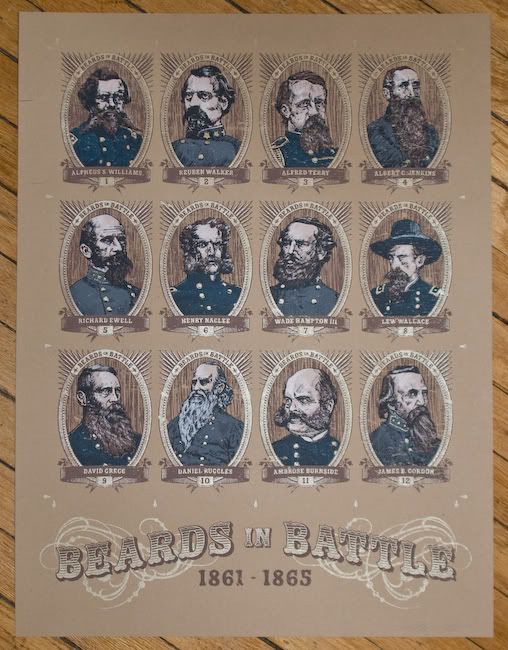 BEARDS IN BATTLE
ALPHEUS S. WILLIAMS
1
BEARDS IN BATTLE
REUBEN WALKER
2
BEARDS IN BATTLE
ALFRED TERRY
3
BEARDS IN BATTLE
ALBERT G. JENKINS
4
BEARDS IN BATTLE
RICHARD EWELL
5
BEARDS IN BATTLE
HENRY NAGLEE
6
BEARDS IN BATTLE
WADE HAMPTON III
7
BEARDS IN BATTLE
LEW WALLACE
8
BEARDS IN BATTLE
DAVID GREGG
9
BEARDS IN BATTLE
DANIEL RUGGLES
10
BEARDS IN BATTLE
AMBROSE BURNSIDE
11
BEARDS IN BATTLE
JAMES B. GORDON
12
BEARDS IN BATTLE
1861 - 1865